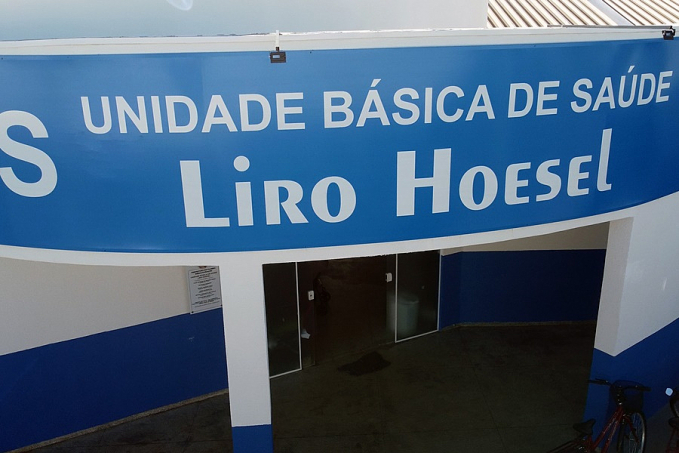 S
UNIDADE BÁSICA DE SAÚDE
LIRO HOESEL